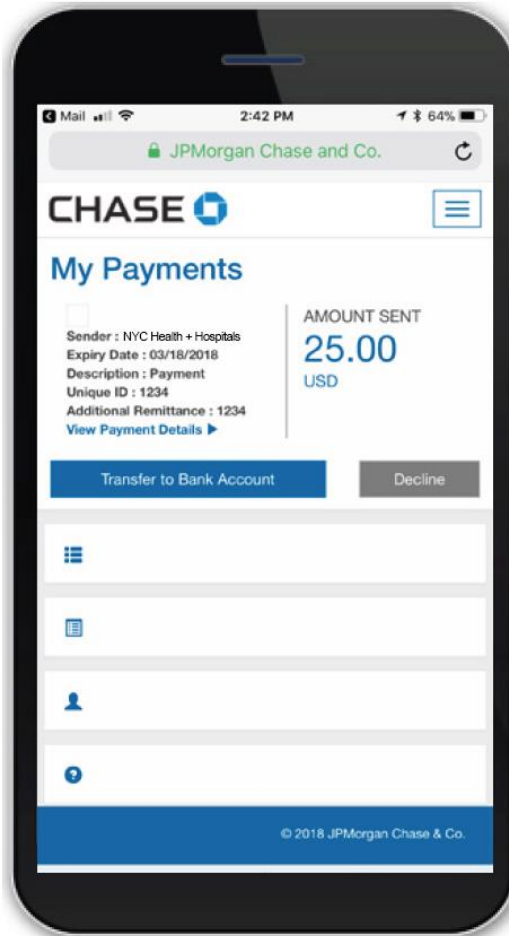 Mail 2:42 PM 64%
JPMorgan Chase and Co.
CHASE
My Payments
Sender : NYC Health + Hospitals
Expiry Date : 03/18/2018
Description : Payment
Unique ID : 1234
Additional Remittance : 1234
View Payment Details
AMOUNT SENT
25.00
USD
Transfer to Bank Account
Decline
© 2018 JPMorgan Chase & Co.